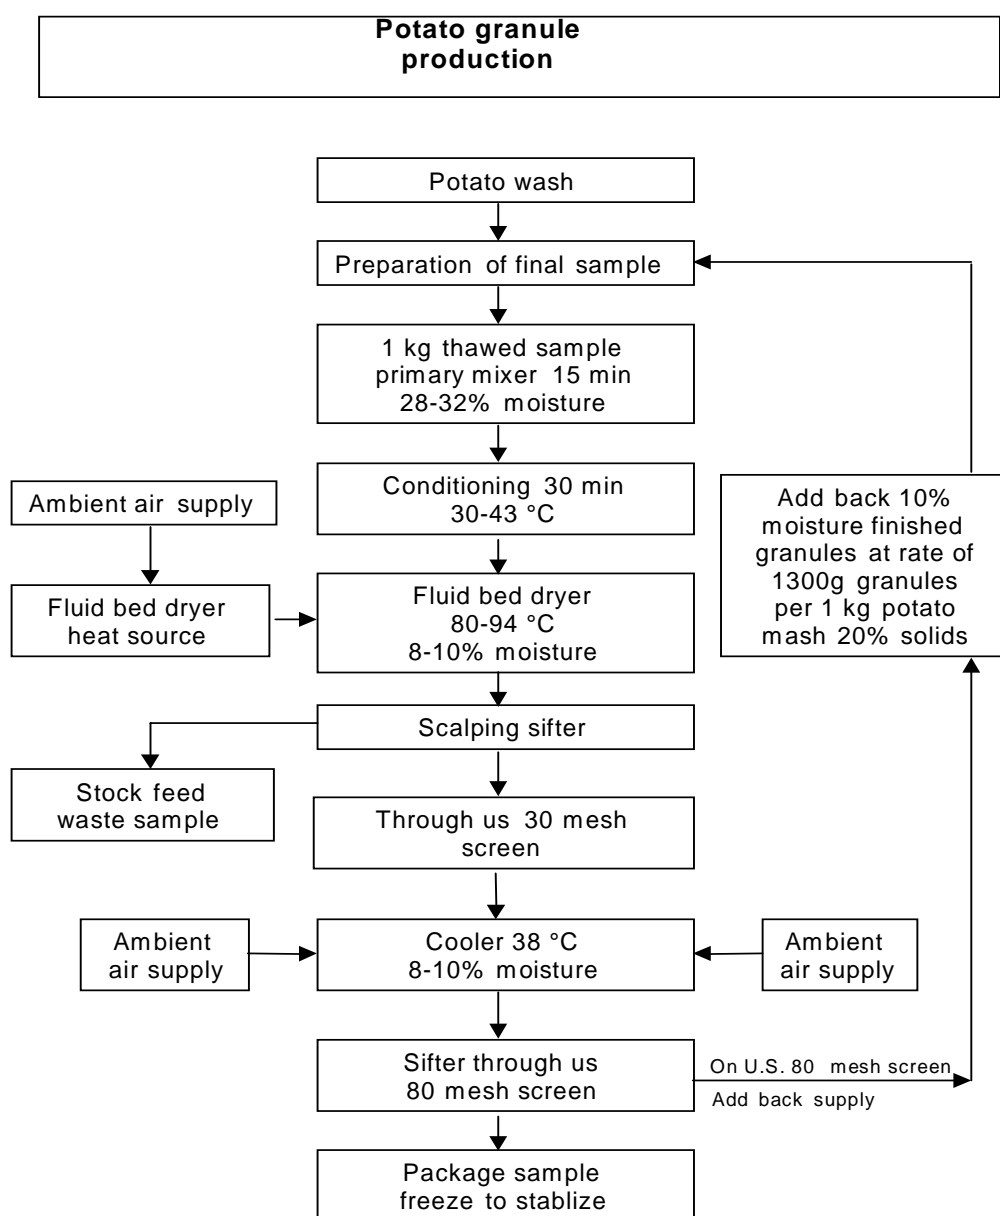 Potato granule
production
Potato wash
Preparation of final sample
1 kg thawed sample
primary mixer 15 min
28-32% moisture
Conditioning 30 min
30-43 °C
Ambient air supply
Add back 10%
moisture finished
granules at rate of
1300g granules
per 1 kg potato
mash 20% solids
Fluid bed dryer
heat source
Fluid bed dryer
80-94 °C
8-10% moisture
Scalping sifter
Stock feed
waste sample
Through us 30 mesh
screen
Ambient
air supply
Cooler 38 °C
8-10% moisture
Ambient
air supply
Sifter through us
80 mesh screen
On U.S. 80 mesh screen
Add back supply
Package sample
freeze to stablize